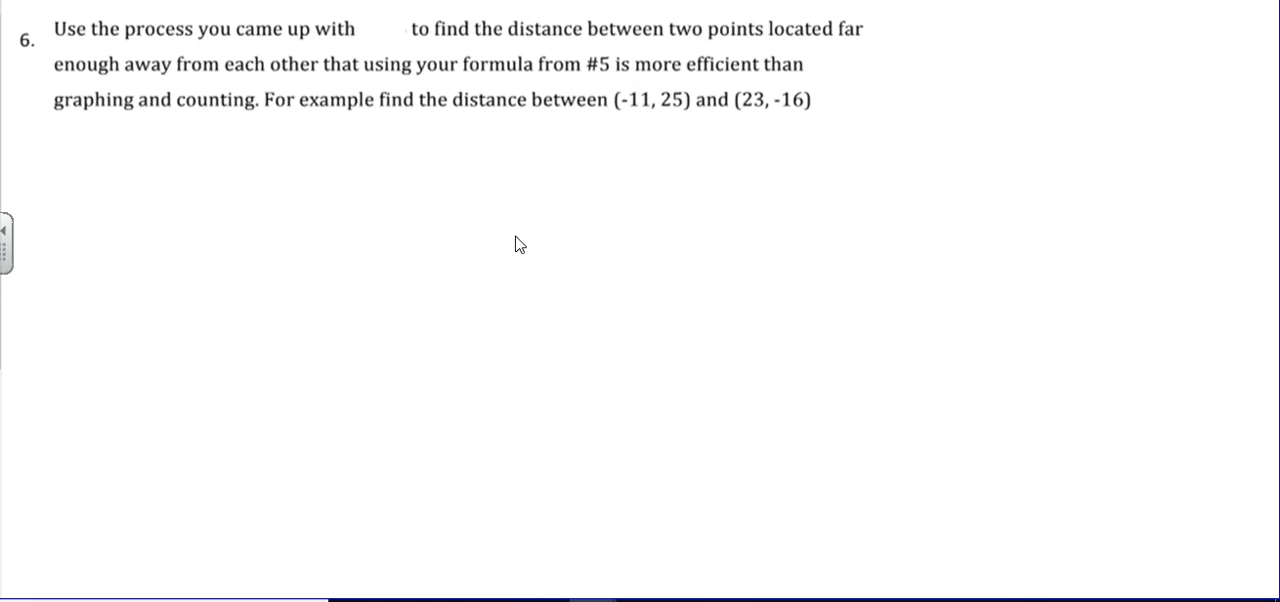 6. Use the process you came up with to find the distance between two points located far
enough away from each other that using your formula from #5 is more efficient than
graphing and counting. For example find the distance between (-11, 25) and (23, -16)